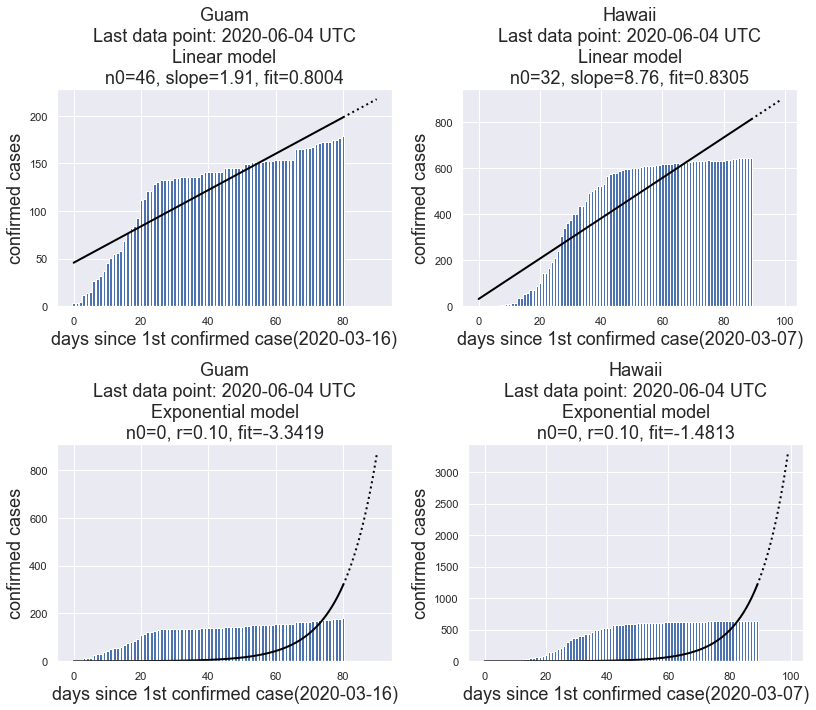 Guam
Last data point: 2020-06-04 UTC
Linear model
n0=46, slope=1.91, fit=0.8004
confirmed cases
200
150
100
50
0
0 20 40 60 80
days since 1st confirmed case(2020-03-16)
Hawaii
Last data point: 2020-06-04 UTC
Linear model
n0=32, slope=8.76, fit=0.8305
confirmed cases
800
600
400
200
0
0 20 40 60 80 100
days since 1st confirmed case(2020-03-07)
Guam
Last data point: 2020-06-04 UTC
Exponential model
n0=0, r=0.10, fit=-3.3419
confirmed cases
800
600
400
200
0
0 20 40 60 80
days since 1st confirmed case(2020-03-16)
Hawaii
Last data point: 2020-06-04 UTC
Exponential model
n0=0, r=0.10, fit=-1.4813
confirmed cases
3000
2500
2000
1500
1000
500
0
0 20 40 60 80 100
days since 1st confirmed case(2020-03-07)